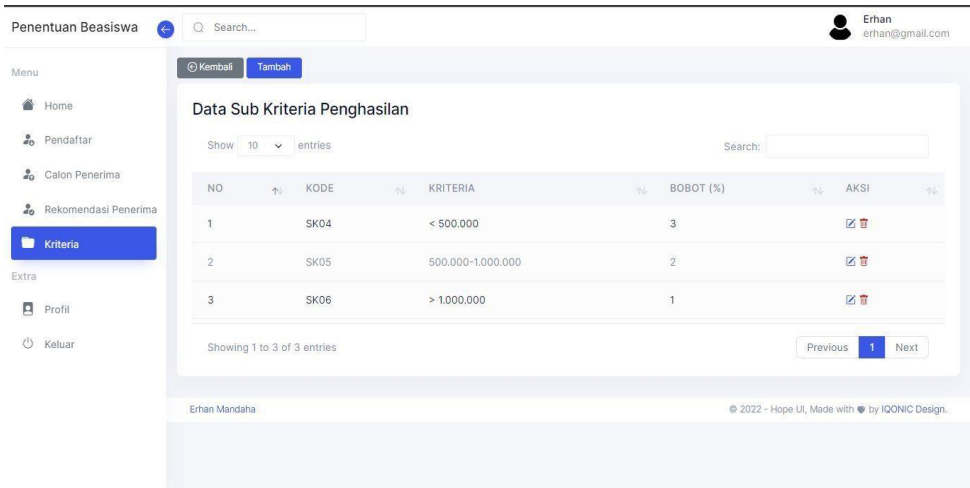 Penentuan Beasiswa
Search...
Erhan
erhan@gmail.com
Menu
Home
Pendaftar
Calon Penerima
Rekomendasi Penerima
Kriteria
Extra
Profil
Keluar
Kembali Tambah
Data Sub Kriteria Penghasilan
Show 10 entries Search:
NO KODE KRITERIA BOBOT (%) AKSI
1 SK04 < 500.000 3
2 SK05 500.000-1.000.000 2
3 SK06 > 1.000.000 1
Showing 1 to 3 of 3 entries Previous 1 Next
Erhan Mandaha © 2022 - Hope UI, Made with by IQONIC Design.